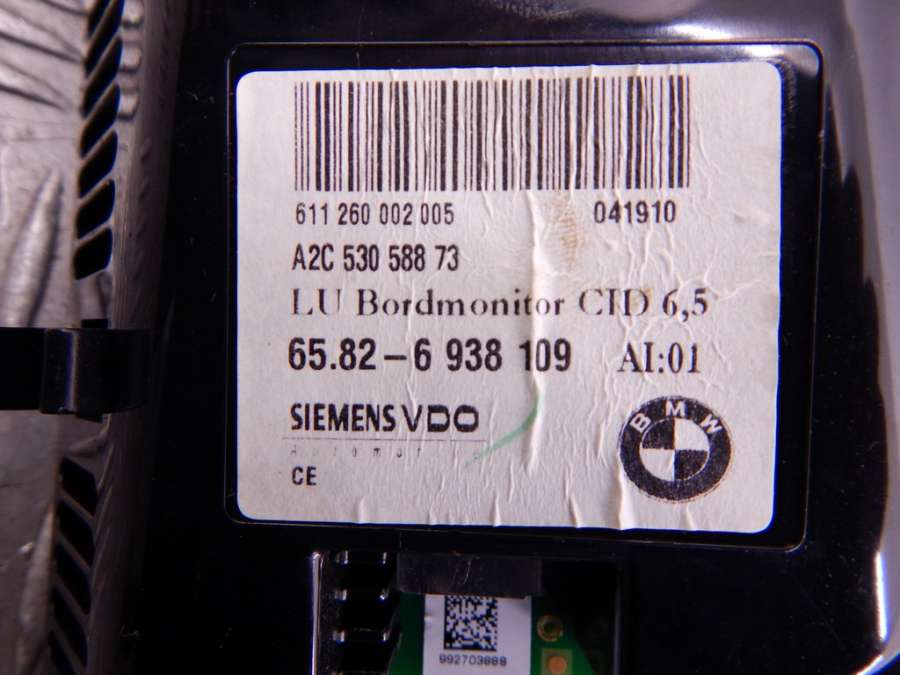 611 260 002 005 041910
A2C 530 588 73
LU Bordmonitor CID 6,5
65.82-6 938 109 AI:01
SIEMENS VDO
BMW
CE
992703888